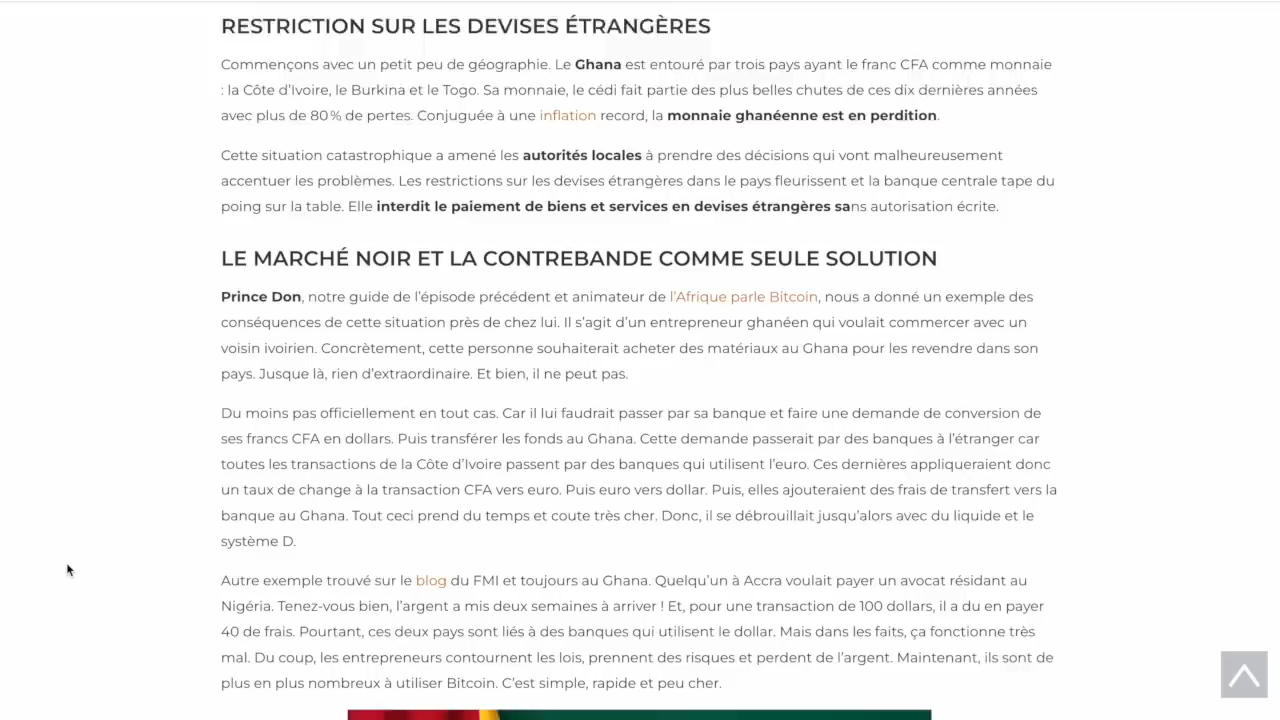 RESTRICTION SUR LES DEVISES ÉTRANGÈRES
Commençons avec un petit peu de géographie. Le Ghana est entouré par trois pays ayant le franc CFA comme monnaie
: la Côte d’Ivoire, le Burkina et le Togo. Sa monnaie, le cédi fait partie des plus belles chutes de ces dix dernières années
avec plus de 80 % de pertes. Conjuguée à une inflation record, la monnaie ghanéenne est en perdition.
Cette situation catastrophique a amené les autorités locales à prendre des décisions qui vont malheureusement
accentuer les problèmes. Les restrictions sur les devises étrangères dans le pays fleurissent et la banque centrale tape du
poing sur la table. Elle interdit le paiement de biens et services en devises étrangères sans autorisation écrite.
LE MARCHÉ NOIR ET LA CONTREBANDE COMME SEULE SOLUTION
Prince Don, notre guide de l’épisode précédent et animateur de l’Afrique parle Bitcoin, nous a donné un exemple des
conséquences de cette situation près de chez lui. Il s’agit d’un entrepreneur ghanéen qui voulait commercer avec un
voisin ivoirien. Concrètement, cette personne souhaiterait acheter des matériaux au Ghana pour les revendre dans son
pays. Jusque là, rien d’extraordinaire. Et bien, il ne peut pas.
Du moins pas officiellement en tout cas. Car il lui faudrait passer par sa banque et faire une demande de conversion de
ses francs CFA en dollars. Puis transférer les fonds au Ghana. Cette demande passerait par des banques à l’étranger car
toutes les transactions de la Côte d’Ivoire passent par des banques qui utilisent l’euro. Ces dernières appliqueraient donc
un taux de change à la transaction CFA vers euro. Puis euro vers dollar. Puis, elles ajouteraient des frais de transfert vers la
banque au Ghana. Tout ceci prend du temps et coute très cher. Donc, il se débrouillait jusqu’alors avec du liquide et le
système D.
Autre exemple trouvé sur le blog du FMI et toujours au Ghana. Quelqu’un à Accra voulait payer un avocat résidant au
Nigéria. Tenez-vous bien, l’argent a mis deux semaines à arriver ! Et, pour une transaction de 100 dollars, il a du en payer
40 de frais. Pourtant, ces deux pays sont liés à des banques qui utilisent le dollar. Mais dans les faits, ça fonctionne très
mal. Du coup, les entrepreneurs contournent les lois, prennent des risques et perdent de l’argent. Maintenant, ils sont de
plus en plus nombreux à utiliser Bitcoin. C’est simple, rapide et peu cher.